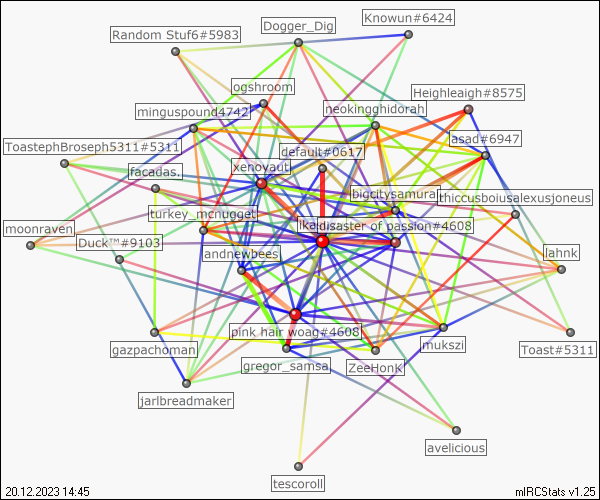 Knowun#6424
Dogger_Dig
Random Stuf6#5983
ogshroom
Heighleaigh#8575
minguspound4742
neokingghidorah
asad#6947
ToastephBroseph5311#5311
default#0617
xenoyaut
facadas.
bigcitysamurai
thiccusboiusalexusjoneus
turkey_mcnugget
disaster of passion#4608
moonraven
Duck™#9103
andnewbees
lahnk
pink hair woag#4608
mukszi
gazpachoman
gregor_samsa
ZeeHonk
Toast#5311
jarlbreadmaker
avelicious
tescoroll
20.12.2023 14:45
mIRCStats v1.25